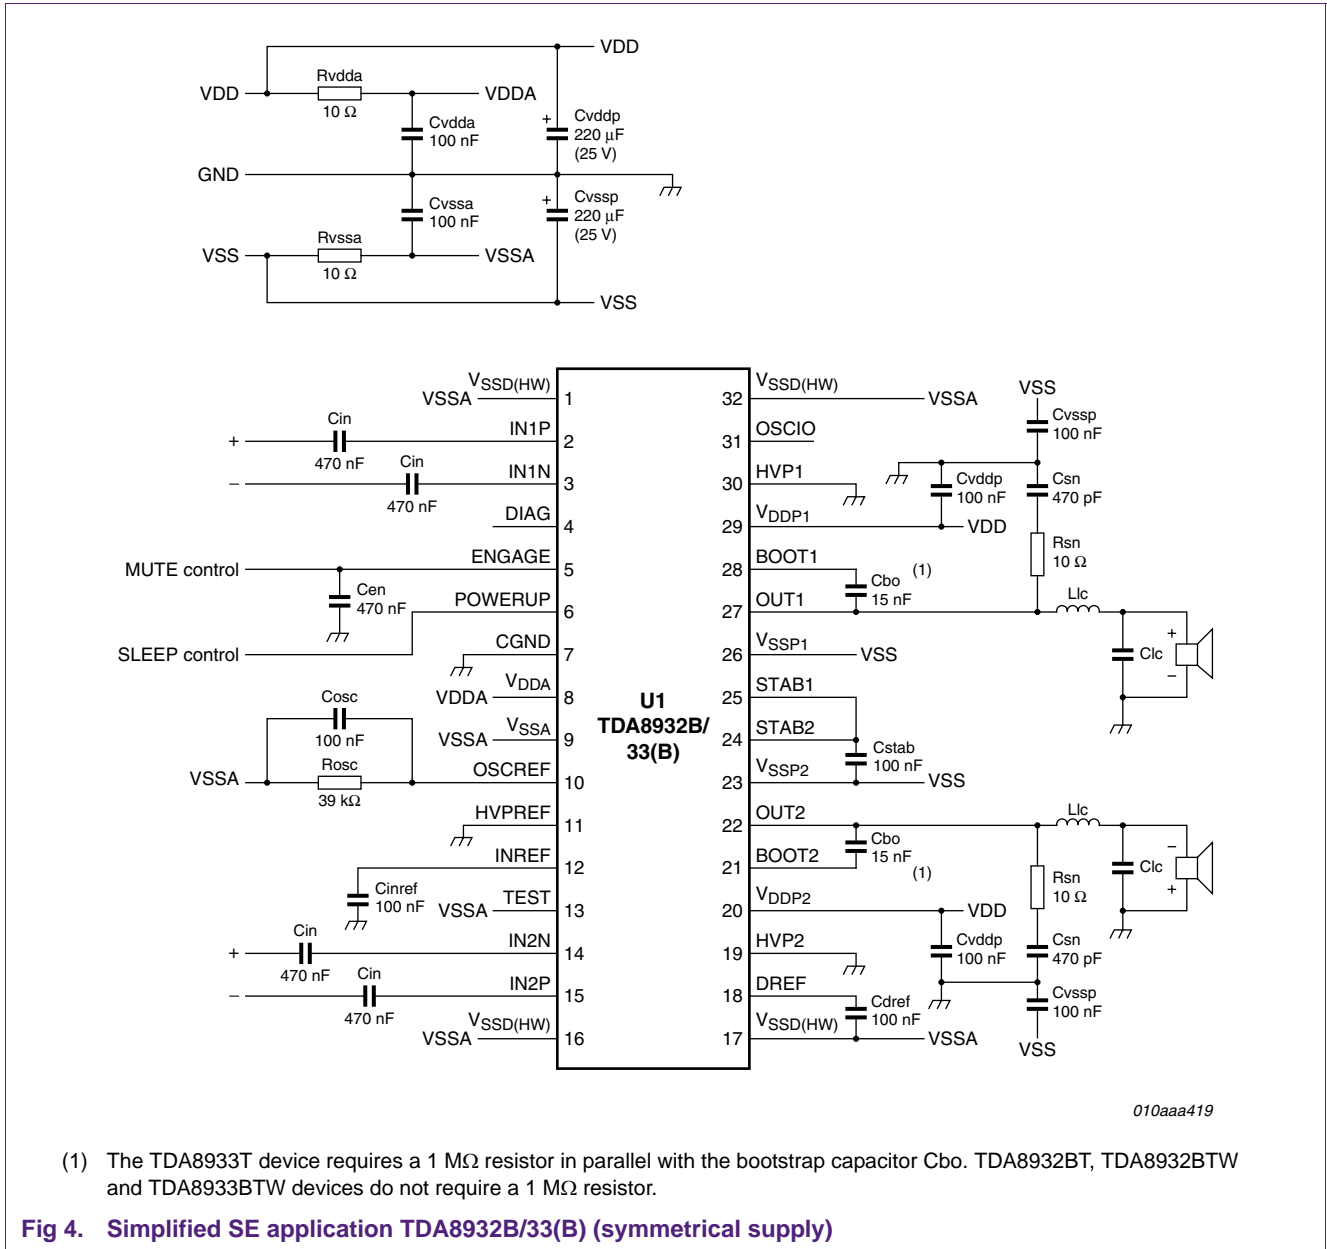 VDD
Rvdda
VDD
VDDA
10 Ω
Cvdda
100 nF
+
Cvddp
220 µF
(25 V)
GND
Cvssa
100 nF
+
Cvssp
220 µF
(25 V)
Rvssa
VSS
VSSA
10 Ω
VSS
VSSD(HW)
VSSA
1
Cin
+
IN1P
2
470 nF
Cin
−
IN1N
3
470 nF
DIAG
4
MUTE control
ENGAGE
5
Cen
470 nF
POWERUP
6
SLEEP control
CGND
7
VDDA
VDDA
8
Cosc
100 nF
VSSA
VSSA
9
VSSA
Rosc
39 kΩ
OSCREF
10
HVPREF
11
INREF
12
Cinref
100 nF
TEST
VSSA
13
Cin
+
IN2N
14
470 nF
Cin
−
IN2P
15
470 nF
VSSD(HW)
VSSA
16
U1
TDA8932B/
33(B)
32
VSSD(HW)
VSSA
VSS
Cvssp
100 nF
31
OSCIO
30
HVP1
Cvddp
100 nF
Csn
470 pF
29
VDDP1
VDD
Rsn
10 Ω
28
BOOT1
Cbo
15 nF
(1)
27
OUT1
Llc
Clc
+
−
26
VSSP1
VSS
25
STAB1
24
STAB2
Cstab
100 nF
23
VSSP2
VSS
22
OUT2
Llc
Cbo
15 nF
(1)
21
BOOT2
Clc
−
+
Rsn
10 Ω
20
VDDP2
VDD
Cvddp
100 nF
Csn
470 pF
19
HVP2
18
DREF
Cdref
100 nF
Cvssp
100 nF
17
VSSD(HW)
VSSA
VSS
010aaa419
(1) The TDA8933T device requires a 1 MΩ resistor in parallel with the bootstrap capacitor Cbo. TDA8932BT, TDA8932BTW
and TDA8933BTW devices do not require a 1 MΩ resistor.
Fig 4. Simplified SE application TDA8932B/33(B) (symmetrical supply)